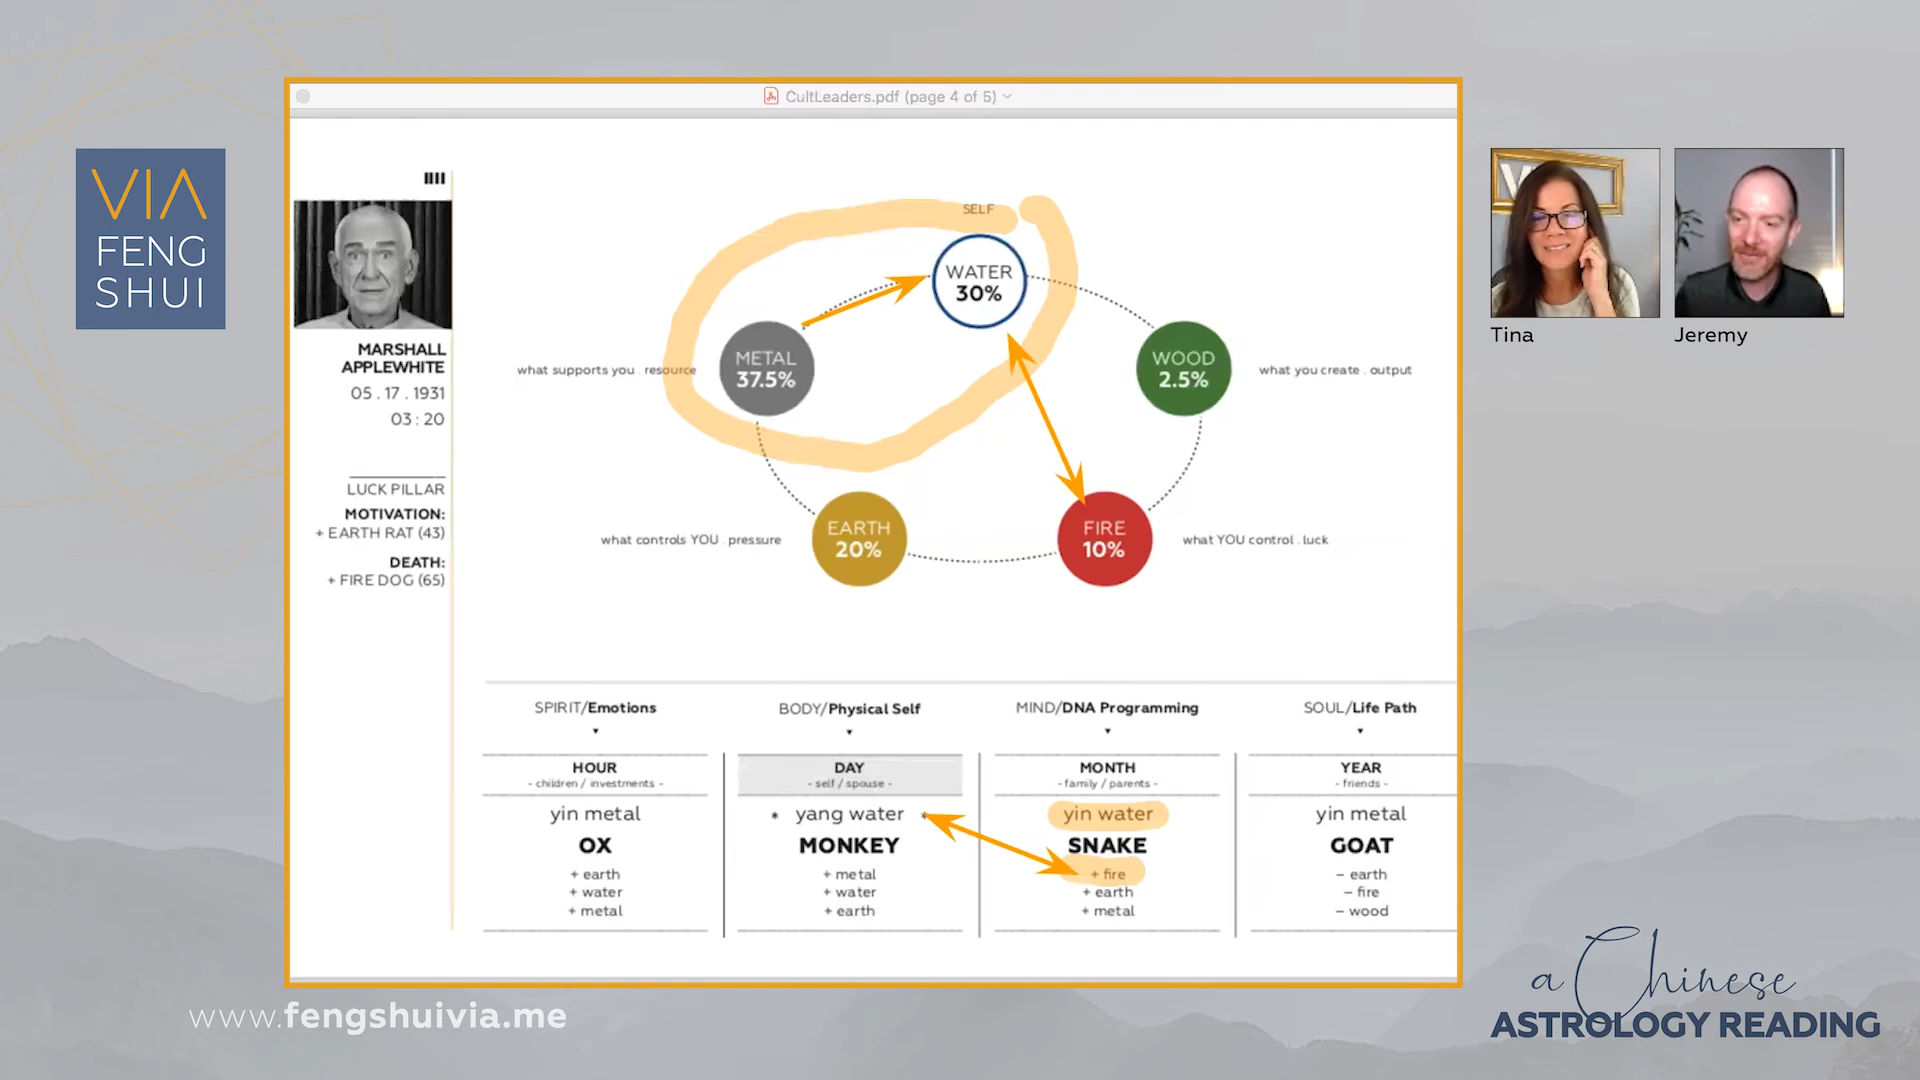 CultLeaders.pdf (page 4 of 5)
VIA
FENG
SHUI
MARSHALL
APPLEWHITE
05 . 17 . 1931
03 : 20
LUCK PILLAR
MOTIVATION:
+ EARTH RAT (43)
DEATH:
+ FIRE DOG (65)
SELF
WATER
30%
METAL
37.5%
what supports you . resource
WOOD
2.5%
what you create . output
EARTH
20%
what controls YOU . pressure
FIRE
10%
what YOU control . luck
SPIRIT/Emotions
HOUR
- children / investments -
yin metal
OX
+ earth
+ water
+ metal
BODY/Physical Self
DAY
- self / spouse -
* yang water *
MONKEY
+ metal
+ water
+ earth
MIND/DNA Programming
MONTH
- family / parents -
yin water
SNAKE
+ fire
+ earth
+ metal
SOUL/Life Path
YEAR
- friends -
yin metal
GOAT
– earth
– fire
– wood
Tina
Jeremy
www.fengshuivia.me
a Chinese
ASTROLOGY READING